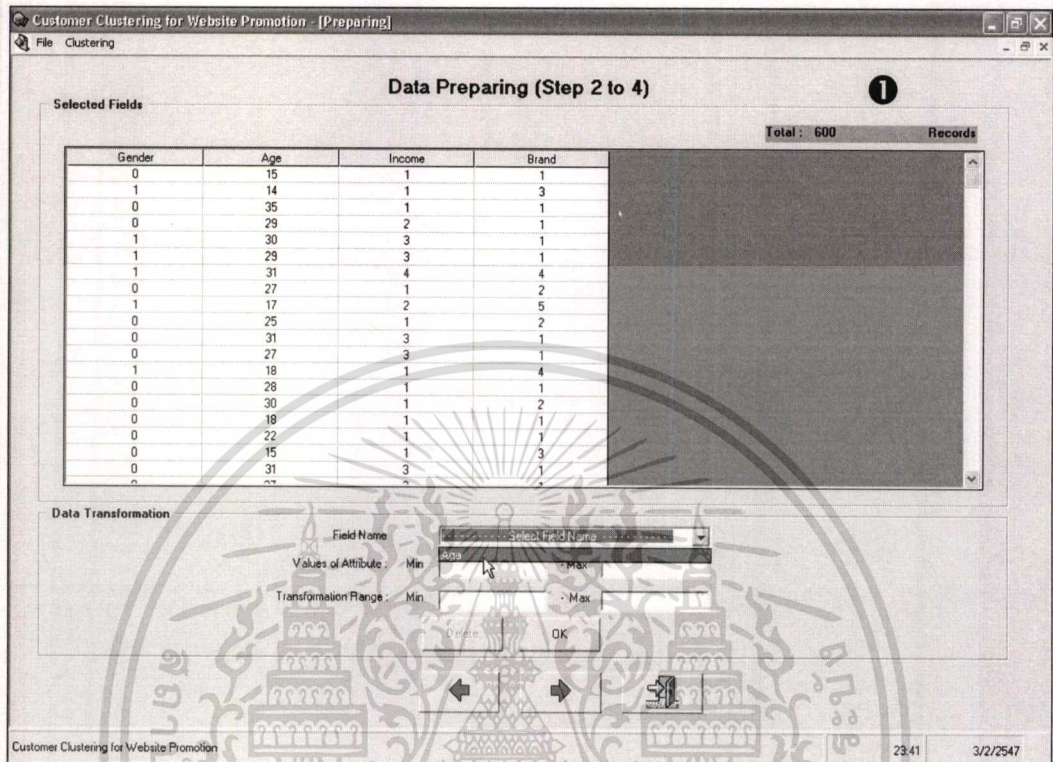 Customer Clustering for Website Promotion - [Preparing]
File Clustering
Data Preparing (Step 2 to 4)
1
Selected Fields
Total : 600 Records
Gender Age Income Brand
0 15 1 1
1 14 1 3
0 35 1 1
0 29 2 1
1 30 3 1
1 29 3 1
1 31 4 4
0 27 1 2
1 17 2 5
0 25 1 2
0 31 3 1
0 27 3 1
1 18 1 4
0 28 1 1
0 30 1 2
0 18 1 1
0 22 1 1
0 15 1 3
0 31 3 1
Data Transformation
Field Name
Select Field Name
Age
Values of Attribute : Min - Max
Transformation Range : Min - Max
Delete OK
Customer Clustering for Website Promotion 23:41 3/2/2547